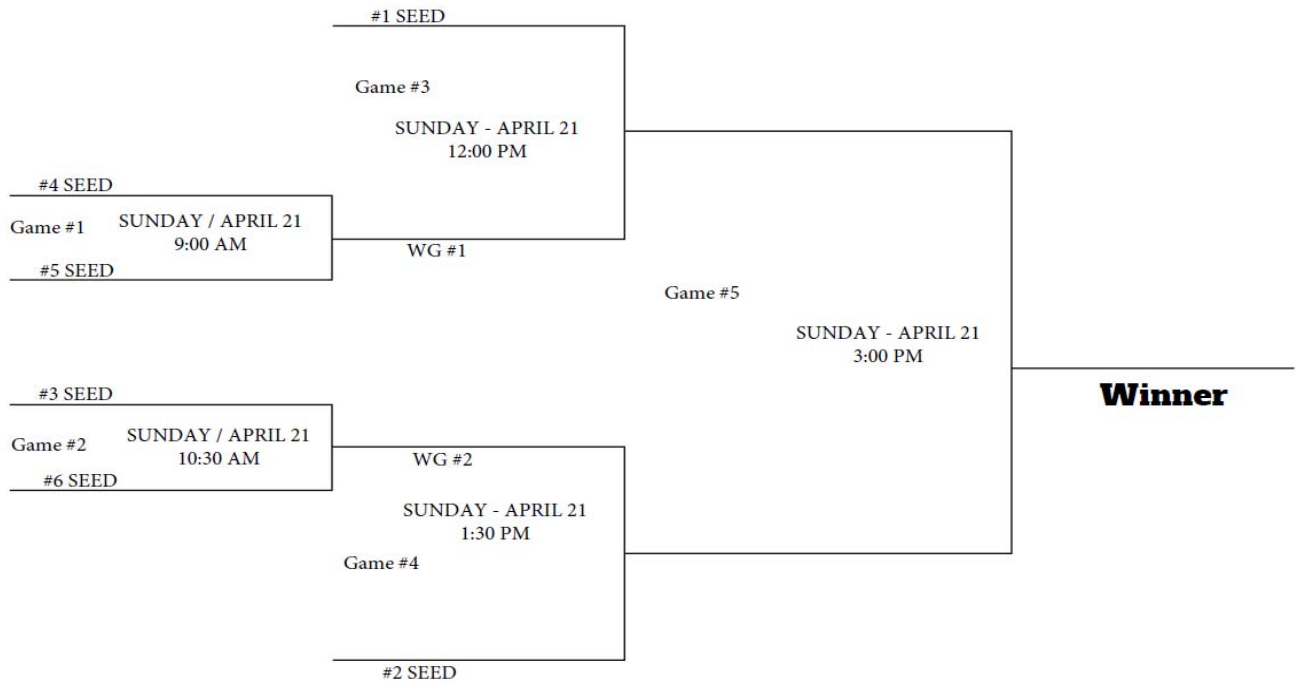 #1 SEED
Game #3
SUNDAY - APRIL 21
12:00 PM
#4 SEED
Game #1
SUNDAY / APRIL 21
9:00 AM
#5 SEED
WG #1
Game #5
SUNDAY - APRIL 21
3:00 PM
Winner
#3 SEED
Game #2
SUNDAY / APRIL 21
10:30 AM
#6 SEED
WG #2
SUNDAY - APRIL 21
1:30 PM
Game #4
#2 SEED